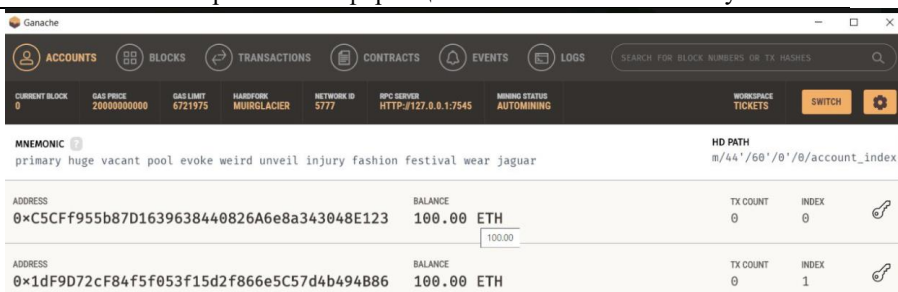 Ganache
ACCOUNTS BLOCKS TRANSACTIONS CONTRACTS EVENTS LOGS SEARCH FOR BLOCK NUMBERS OR TX HASHES
CURRENT BLOCK GAS PRICE GAS LIMIT HARDFORK NETWORK ID RPC SERVER MINING STATUS WORKSPACE
0 20000000000 6721975 MUIRGLACIER 5777 HTTP://127.0.0.1:7545 AUTOMINING TICKETS SWITCH
MNEMONIC ? HD PATH
primary huge vacant pool evoke weird unveil injury fashion festival wear jaguar m/44'/60'/0'/0/account_index
ADDRESS BALANCE TX COUNT INDEX
0×C5CFf955b87D1639638440826A6e8a343048E123 100.00 ETH 0 0
100.00
ADDRESS BALANCE TX COUNT INDEX
0×1dF9D72cF84f5f053f15d2f866e5C57d4b494B86 100.00 ETH 0 1